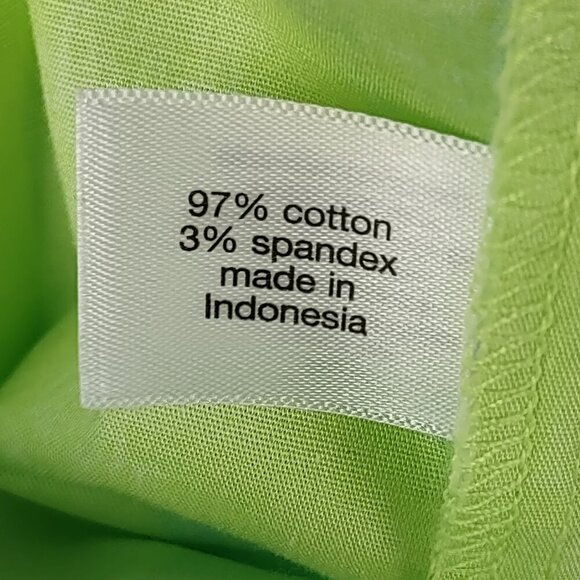 97% cotton
3% spandex
made in
Indonesia